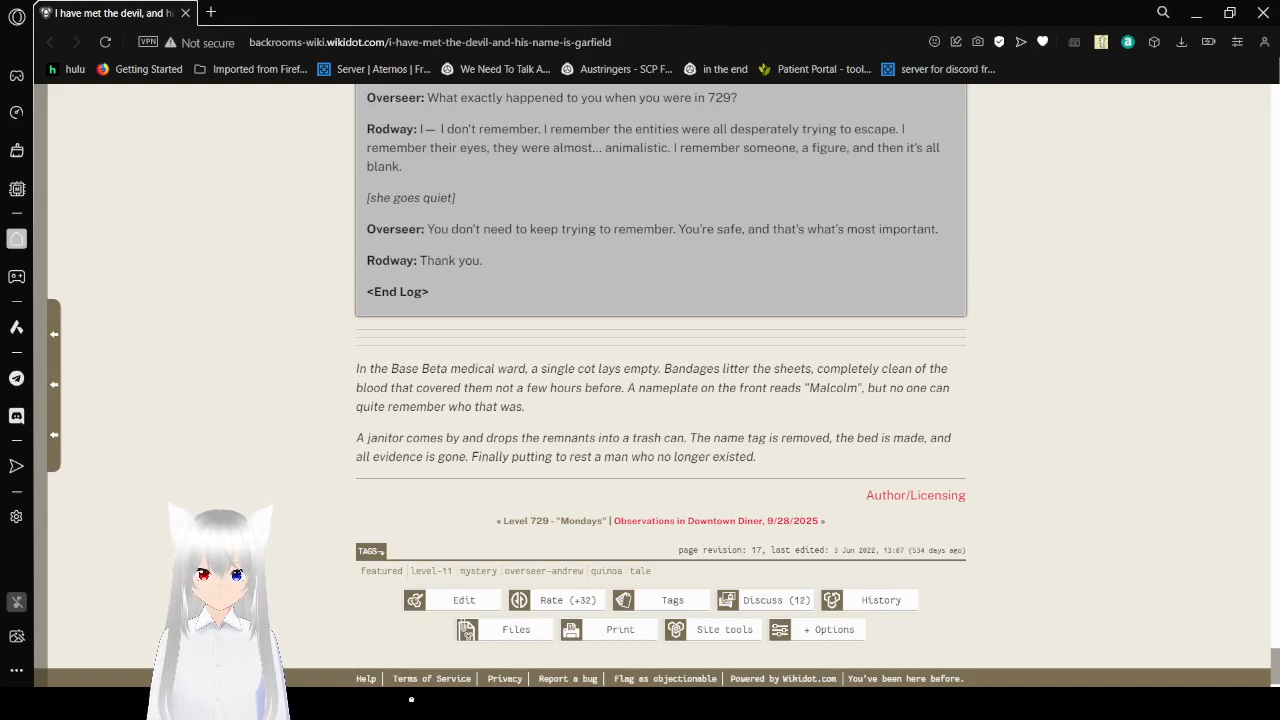 I have met the devil, and hi
VPN
Not secure
backrooms-wiki.wikidot.com/i-have-met-the-devil-and-his-name-is-garfield
hulu
Getting Started
Imported from Firef...
Server | Aternos | Fr...
We Need To Talk A...
Austringers - SCP F...
in the end
Patient Portal - tool...
server for discord fr...
Overseer: What exactly happened to you when you were in 729?
Rodway: I— I don't remember. I remember the entities were all desperately trying to escape. I
remember their eyes, they were almost... animalistic. I remember someone, a figure, and then it's all
blank.
[she goes quiet]
Overseer: You don't need to keep trying to remember. You're safe, and that's what's most important.
Rodway: Thank you.
<End Log>
In the Base Beta medical ward, a single cot lays empty. Bandages litter the sheets, completely clean of the
blood that covered them not a few hours before. A nameplate on the front reads "Malcolm", but no one can
quite remember who that was.
A janitor comes by and drops the remnants into a trash can. The name tag is removed, the bed is made, and
all evidence is gone. Finally putting to rest a man who no longer existed.
Author/Licensing
« Level 729 - "Mondays" | Observations in Downtown Diner, 9/28/2025 »
TAGS
page revision: 17, last edited: 3 Jun 2022, 13:07 (534 days ago)
featured level-11 mystery overseer-andrew quinoa tale
Edit
Rate (+32)
Tags
Discuss (12)
History
Files
Print
Site tools
+ Options
Help | Terms of Service | Privacy | Report a bug | Flag as objectionable | Powered by Wikidot.com | You've been here before.